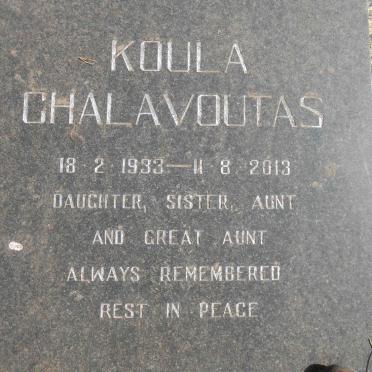 KOULA
CHALAVOUTAS
18 2 1933 — 11 8 2013
DAUGHTER, SISTER, AUNT
AND GREAT AUNT
ALWAYS REMEMBERED
REST IN PEACE